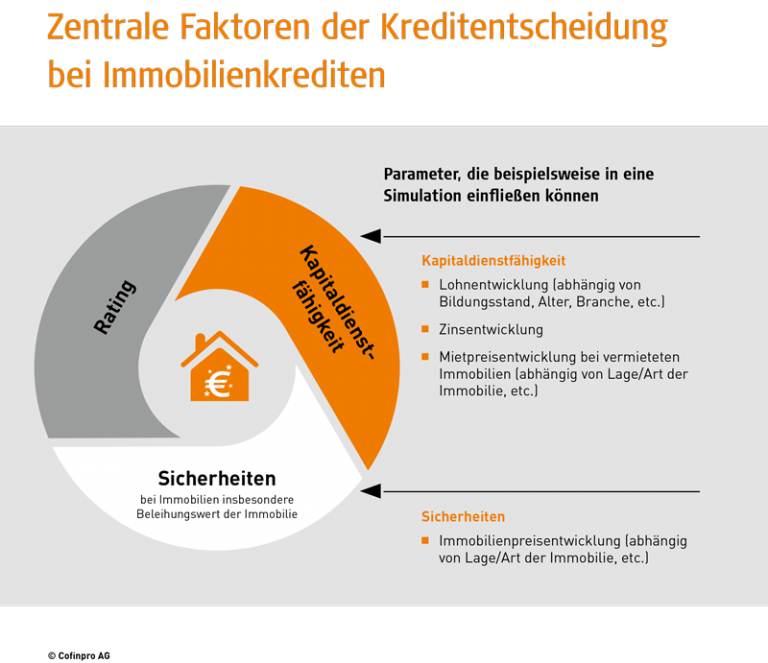 Zentrale Faktoren der Kreditentscheidung
bei Immobilienkrediten
Parameter, die beispielsweise in eine
Simulation einfließen können
Rating
Kapitaldienst-
fähigkeit
€
Sicherheiten
bei Immobilien insbesondere
Beleihungswert der Immobilie
Kapitaldienstfähigkeit
Lohnentwicklung (abhängig von
Bildungsstand, Alter, Branche, etc.)
Zinsentwicklung
Mietpreisentwicklung bei vermieteten
Immobilien (abhängig von Lage/Art der
Immobilie, etc.)
Sicherheiten
Immobilienpreisentwicklung (abhängig
von Lage/Art der Immobilie, etc.)
© Cofinpro AG